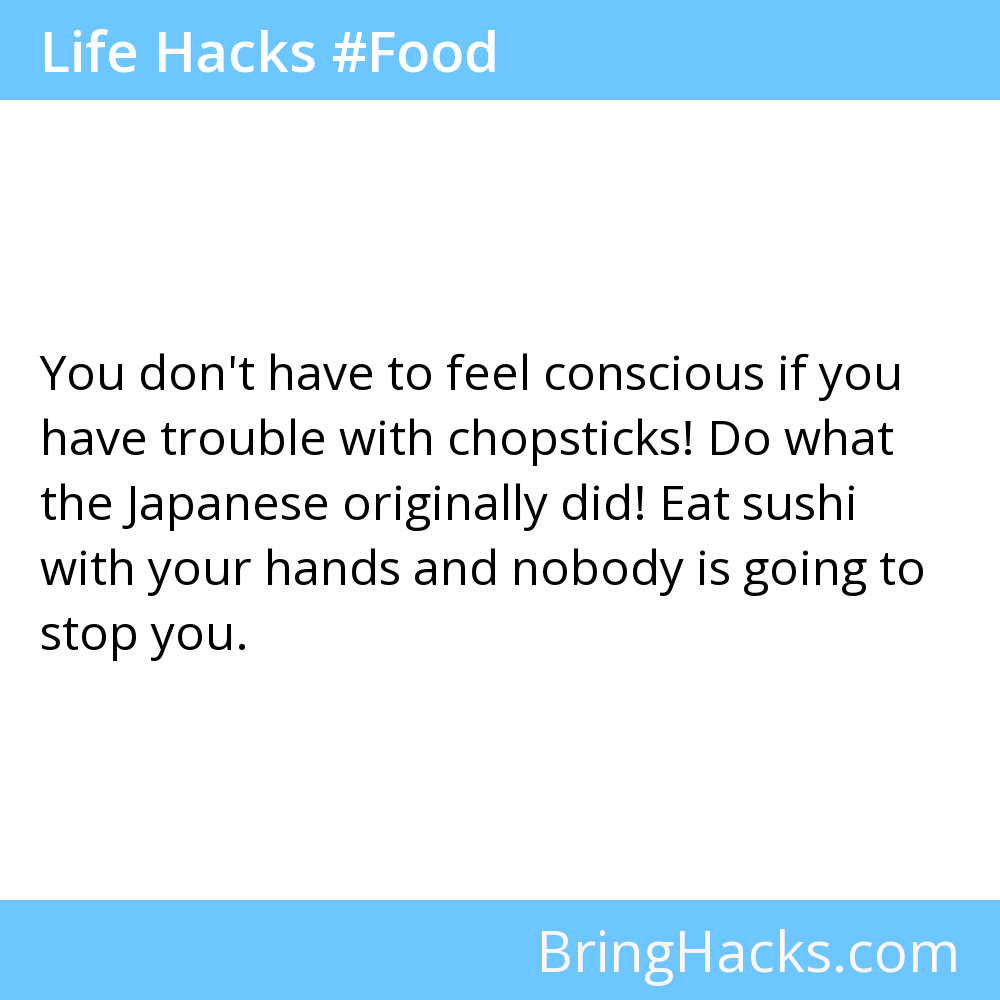 Life Hacks #Food
You don't have to feel conscious if you
have trouble with chopsticks! Do what
the Japanese originally did! Eat sushi
with your hands and nobody is going to
stop you.
BringHacks.com